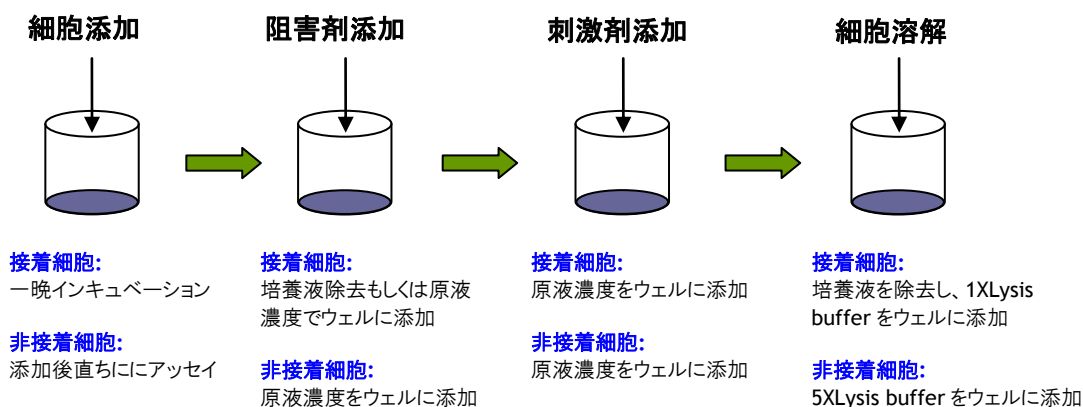 細胞添加
阻害剤添加
刺激剤添加
細胞溶解
接着細胞:
一晩インキュベーション
非接着細胞:
添加後直ちににアッセイ
接着細胞:
培養液除去もしくは原液
濃度でウェルに添加
非接着細胞:
原液濃度をウェルに添加
接着細胞:
原液濃度をウェルに添加
非接着細胞:
原液濃度をウェルに添加
接着細胞:
培養液を除去し、1XLysis
buffer をウェルに添加
非接着細胞:
5XLysis buffer をウェルに添加